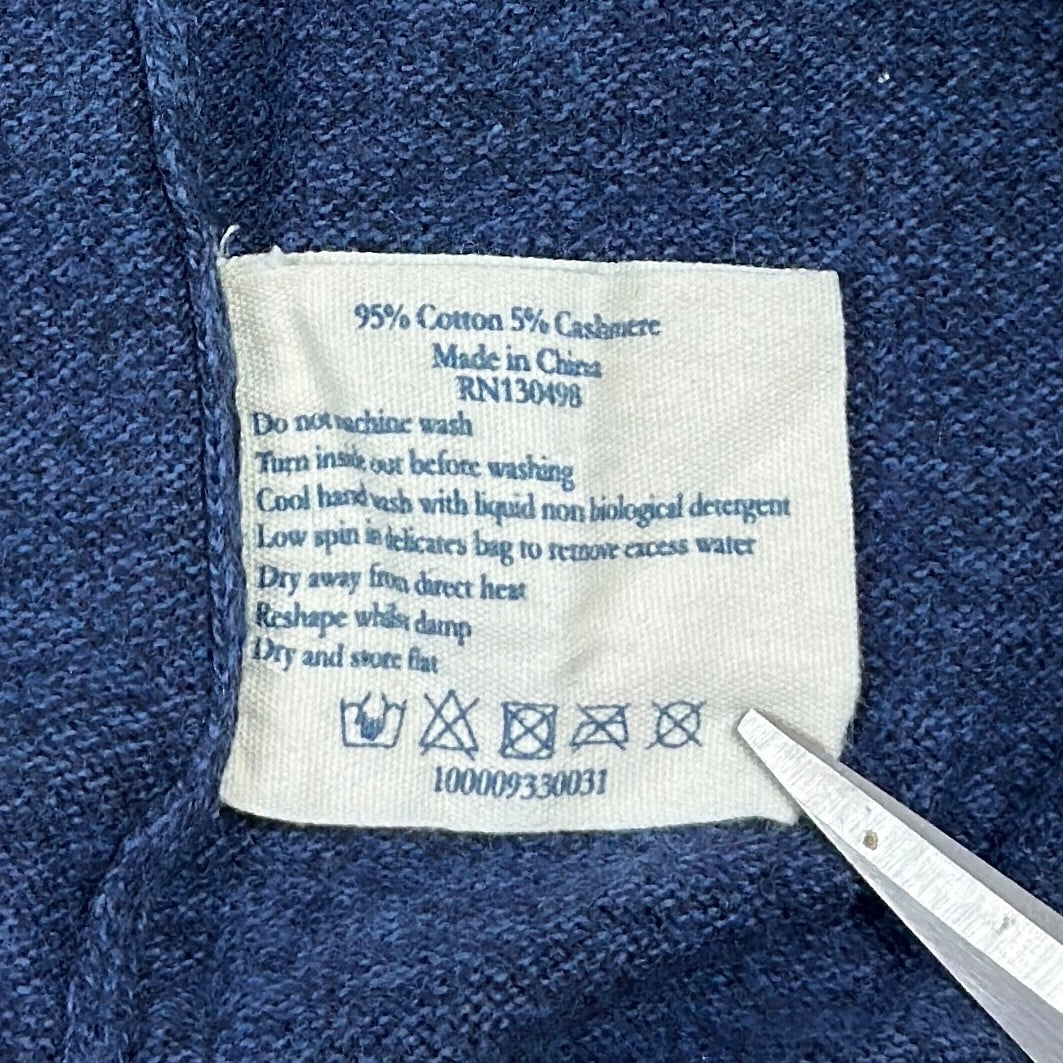 95% Cotton 5% Cashmere
Made in China
RN130498
Do not machine wash
Turn inside out before washing
Cool hand wash with liquid non biological detergent
Low spin in delicates bag to remove excess water
Dry away from direct heat
Reshape whilst damp
Dry and store flat
100009330031